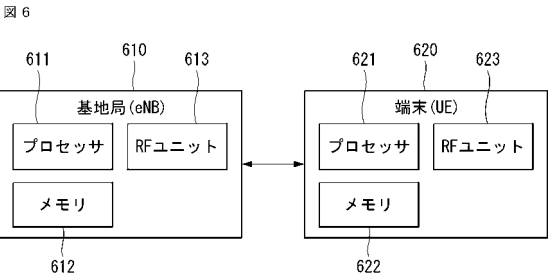 図6
610
620
611
613
621
623
基地局(eNB)
端末(UE)
プロセッサ
RFユニット
プロセッサ
RFユニット
メモリ
メモリ
612
622